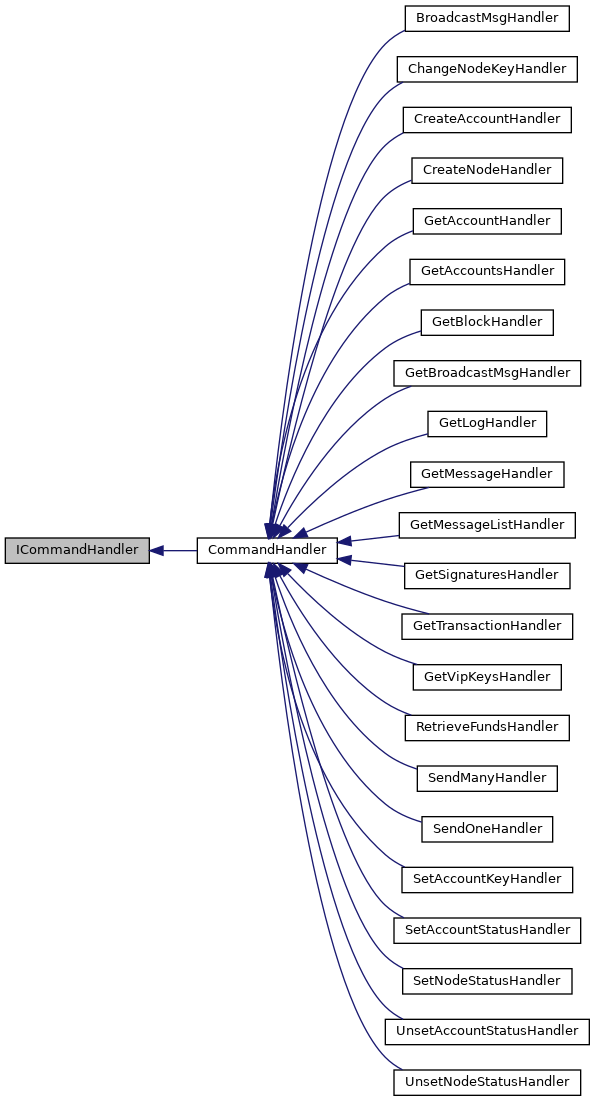 BroadcastMsgHandler
ChangeNodeKeyHandler
CreateAccountHandler
CreateNodeHandler
GetAccountHandler
GetAccountsHandler
GetBlockHandler
GetBroadcastMsgHandler
GetLogHandler
GetMessageHandler
GetMessageListHandler
ICommandHandler
CommandHandler
GetSignaturesHandler
GetTransactionHandler
GetVipKeysHandler
RetrieveFundsHandler
SendManyHandler
SendOneHandler
SetAccountKeyHandler
SetAccountStatusHandler
SetNodeStatusHandler
UnsetAccountStatusHandler
UnsetNodeStatusHandler